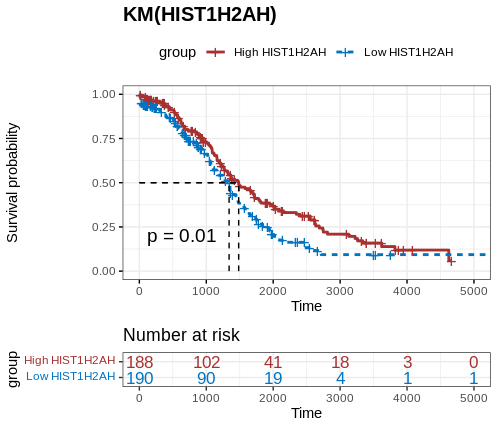 KM(HIST1H2AH)
group High HIST1H2AH Low HIST1H2AH
1.00
0.75
0.50
0.25
0.00
Survival probability
p = 0.01
0 1000 2000 3000 4000 5000
Time
Number at risk
group
High HIST1H2AH 188 102 41 18 3 0
Low HIST1H2AH 190 90 19 4 1 1
0 1000 2000 3000 4000 5000
Time